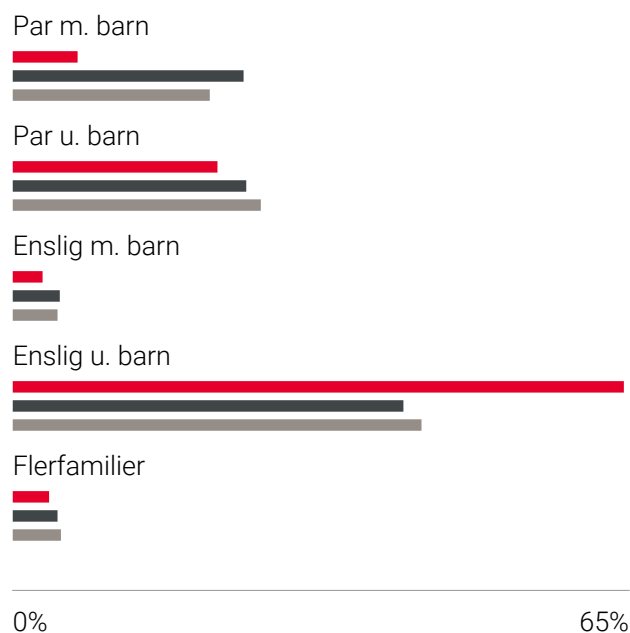 Par m. barn
Par u. barn
Enslig m. barn
Enslig u. barn
Flerfamilier
0% 65%